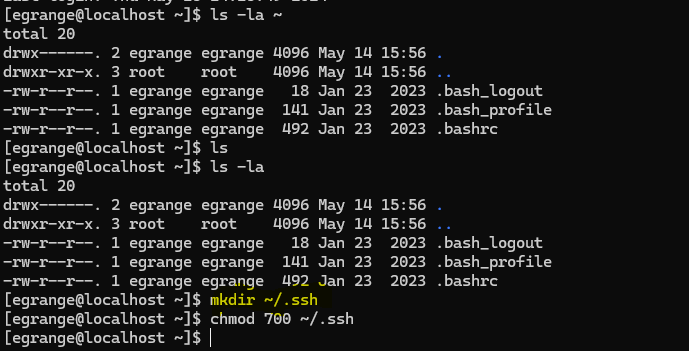 [egrange@localhost ~]$ ls -la ~
total 20
drwx------. 2 egrange egrange 4096 May 14 15:56 .
drwxr-xr-x. 3 root    root    4096 May 14 15:56 ..
-rw-r--r--. 1 egrange egrange   18 Jan 23  2023 .bash_logout
-rw-r--r--. 1 egrange egrange  141 Jan 23  2023 .bash_profile
-rw-r--r--. 1 egrange egrange  492 Jan 23  2023 .bashrc
[egrange@localhost ~]$ ls
[egrange@localhost ~]$ ls -la
total 20
drwx------. 2 egrange egrange 4096 May 14 15:56 .
drwxr-xr-x. 3 root    root    4096 May 14 15:56 ..
-rw-r--r--. 1 egrange egrange   18 Jan 23  2023 .bash_logout
-rw-r--r--. 1 egrange egrange  141 Jan 23  2023 .bash_profile
-rw-r--r--. 1 egrange egrange  492 Jan 23  2023 .bashrc
[egrange@localhost ~]$ mkdir ~/.ssh
[egrange@localhost ~]$ chmod 700 ~/.ssh
[egrange@localhost ~]$